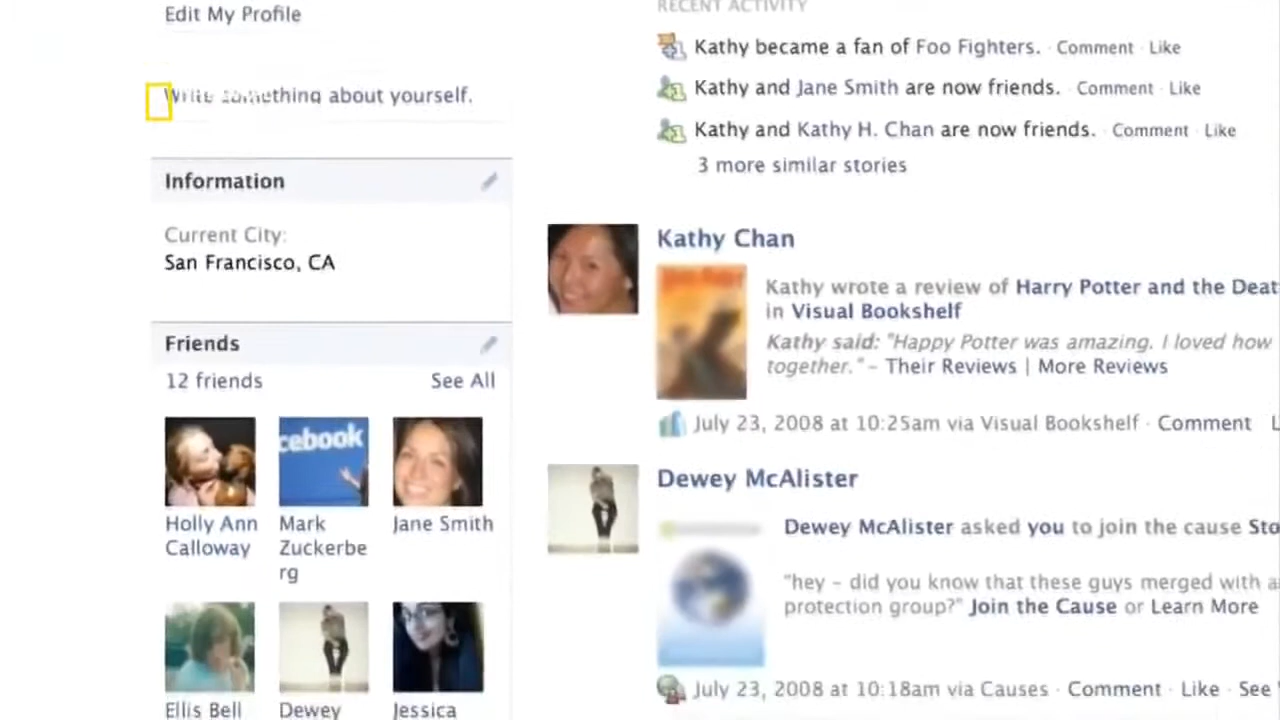 Edit My Profile
Write something about yourself.
Information
Current City:
San Francisco, CA
Friends
12 friends
See All
cebook
Holly Ann
Calloway
Mark
Zuckerbe
rg
Jane Smith
Ellis Bell
Dewey
Jessica
RECENT ACTIVITY
Kathy became a fan of Foo Fighters. · Comment · Like
Kathy and Jane Smith are now friends. · Comment · Like
Kathy and Kathy H. Chan are now friends. · Comment · Like
3 more similar stories
Kathy Chan
Kathy wrote a review of Harry Potter and the Deat
in Visual Bookshelf
Kathy said: "Happy Potter was amazing. I loved how
together." – Their Reviews | More Reviews
July 23, 2008 at 10:25am via Visual Bookshelf · Comment L
Dewey McAlister
Dewey McAlister asked you to join the cause Sto
"hey – did you know that these guys merged with a
protection group?" Join the Cause or Learn More
July 23, 2008 at 10:18am via Causes · Comment · Like · See